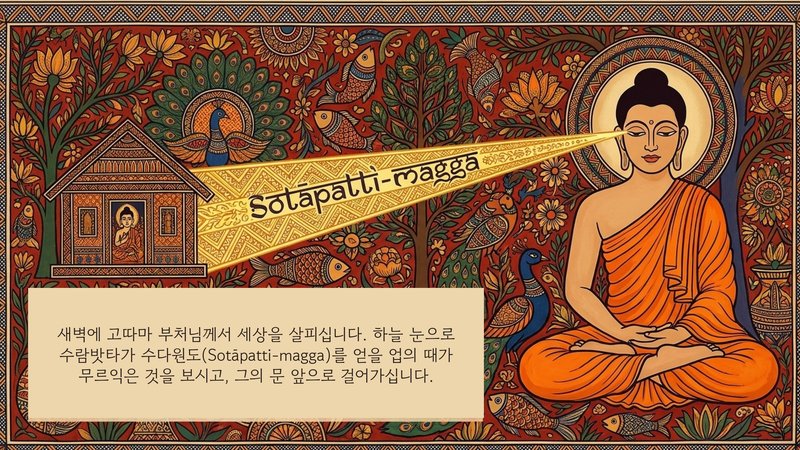 Sotāpatti-magga
새벽에 고따마 부처님께서 세상을 살피십니다. 하늘 눈으로
수람밧타가 수다원도(Sotāpatti-magga)를 얻을 업의 때가
무르익은 것을 보시고, 그의 문 앞으로 걸어가십니다.